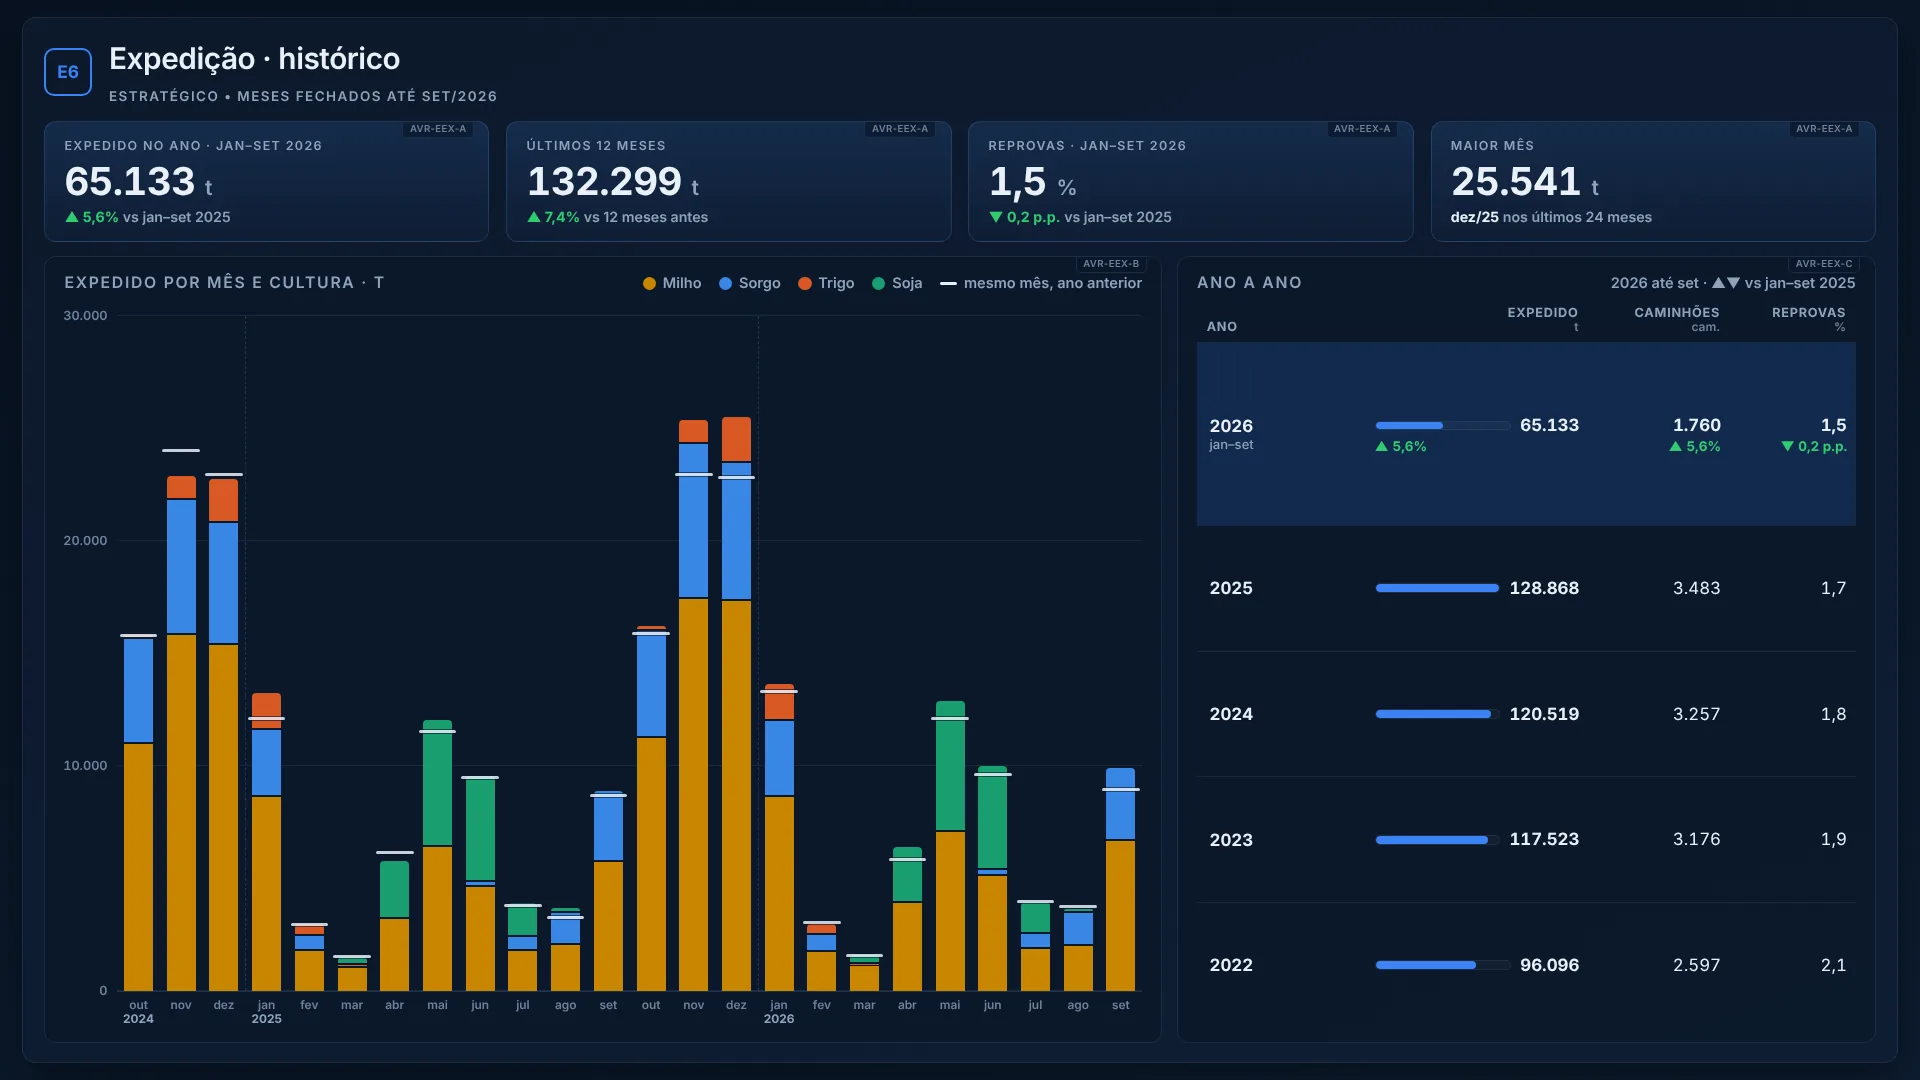 E6
Expedição · histórico
ESTRATÉGICO • MESES FECHADOS ATÉ SET/2026
AVR-EEX-A
EXPEDIDO NO ANO · JAN–SET 2026
65.133 t
▲ 5,6% vs jan–set 2025
AVR-EEX-A
ÚLTIMOS 12 MESES
132.299 t
▲ 7,4% vs 12 meses antes
AVR-EEX-A
REPROVAS · JAN–SET 2026
1,5 %
▼ 0,2 p.p. vs jan–set 2025
AVR-EEX-A
MAIOR MÊS
25.541 t
dez/25 nos últimos 24 meses
AVR-EEX-B
EXPEDIDO POR MÊS E CULTURA · T
Milho Sorgo Trigo Soja mesmo mês, ano anterior
30.000
20.000
10.000
0
out nov dez jan fev mar abr mai jun jul ago set out nov dez jan fev mar abr mai jun jul ago set
2024 2025 2026
AVR-EEX-C
ANO A ANO
2026 até set · ▲▼ vs jan–set 2025
ANO EXPEDIDO CAMINHÕES REPROVAS
t cam. %
2026 65.133 1.760 1,5
jan–set ▲ 5,6% ▲ 5,6% ▼ 0,2 p.p.
2025 128.868 3.483 1,7
2024 120.519 3.257 1,8
2023 117.523 3.176 1,9
2022 96.096 2.597 2,1